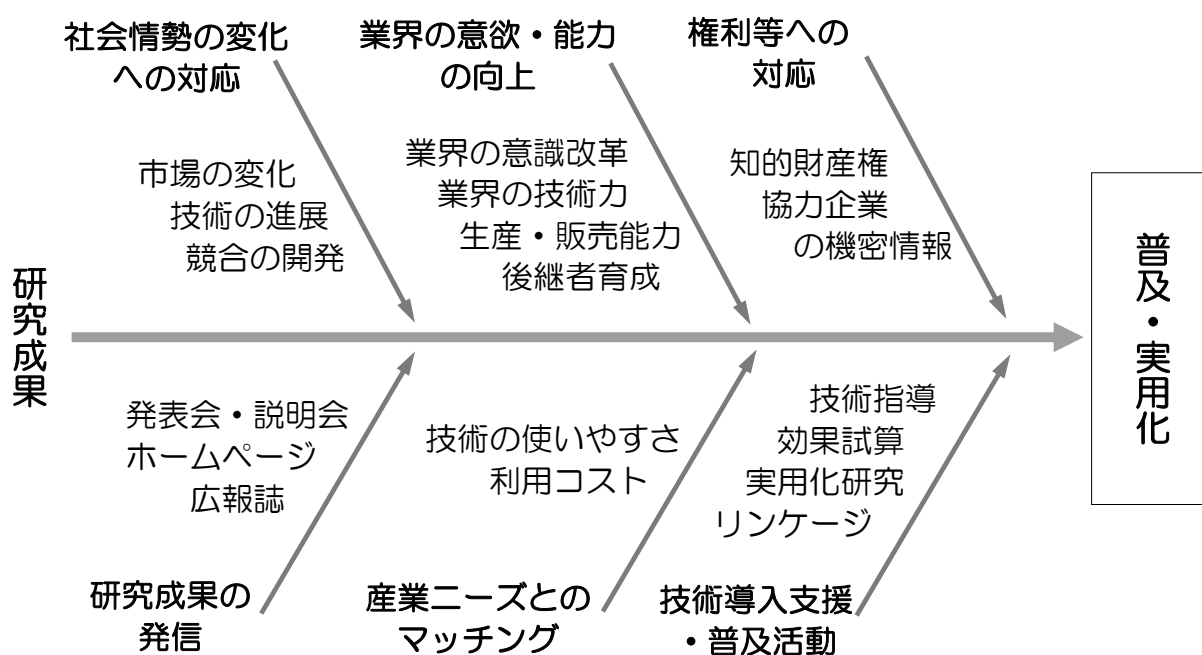 社会情勢の変化
への対応
業界の意欲・能力
の向上
権利等への
対応
市場の変化
技術の進展
競合の開発
業界の意識改革
業界の技術力
生産・販売能力
後継者育成
知的財産権
協力企業
の機密情報
研究成果
普及・実用化
発表会・説明会
ホームページ
広報誌
技術の使いやすさ
利用コスト
技術指導
効果試算
実用化研究
リンケージ
研究成果の
発信
産業ニーズとの
マッチング
技術導入支援
・普及活動